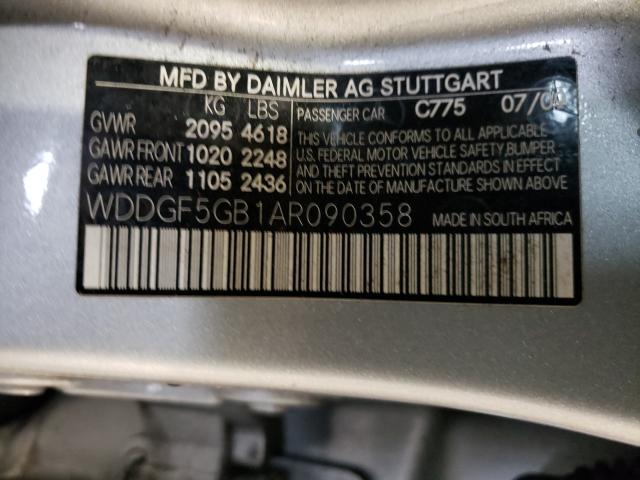 MFD BY DAIMLER AG STUTTGART
KG LBS
PASSENGER CAR C775
GVWR 2095 4618
GAWR FRONT 1020 2248
GAWR REAR 1105 2436
THIS VEHICLE CONFORMS TO ALL APPLICABLE
U.S. FEDERAL MOTOR VEHICLE SAFETY, BUMPER
AND THEFT PREVENTION STANDARDS IN EFFECT
ON THE DATE OF MANUFACTURE SHOWN ABOVE.
WDDGF5GB1AR090358 MADE IN SOUTH AFRICA